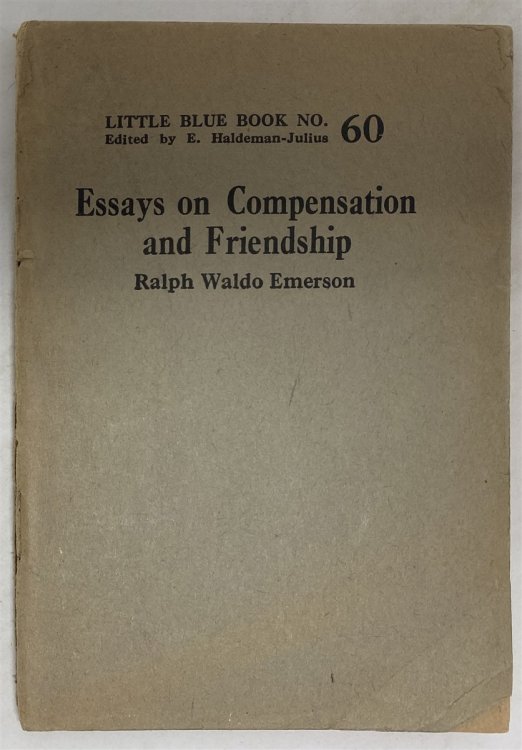 LITTLE BLUE BOOK NO. 60
Edited by E. Haldeman-Julius
Essays on Compensation
and Friendship
Ralph Waldo Emerson